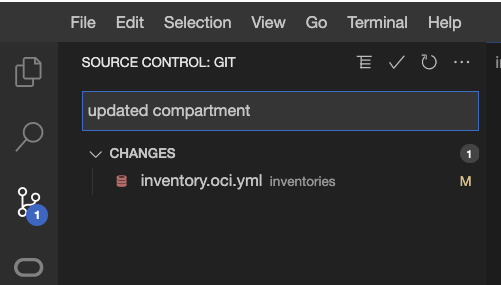 File Edit Selection View Go Terminal Help
SOURCE CONTROL: GIT
updated compartment
CHANGES 1
inventory.oci.yml inventories M
1